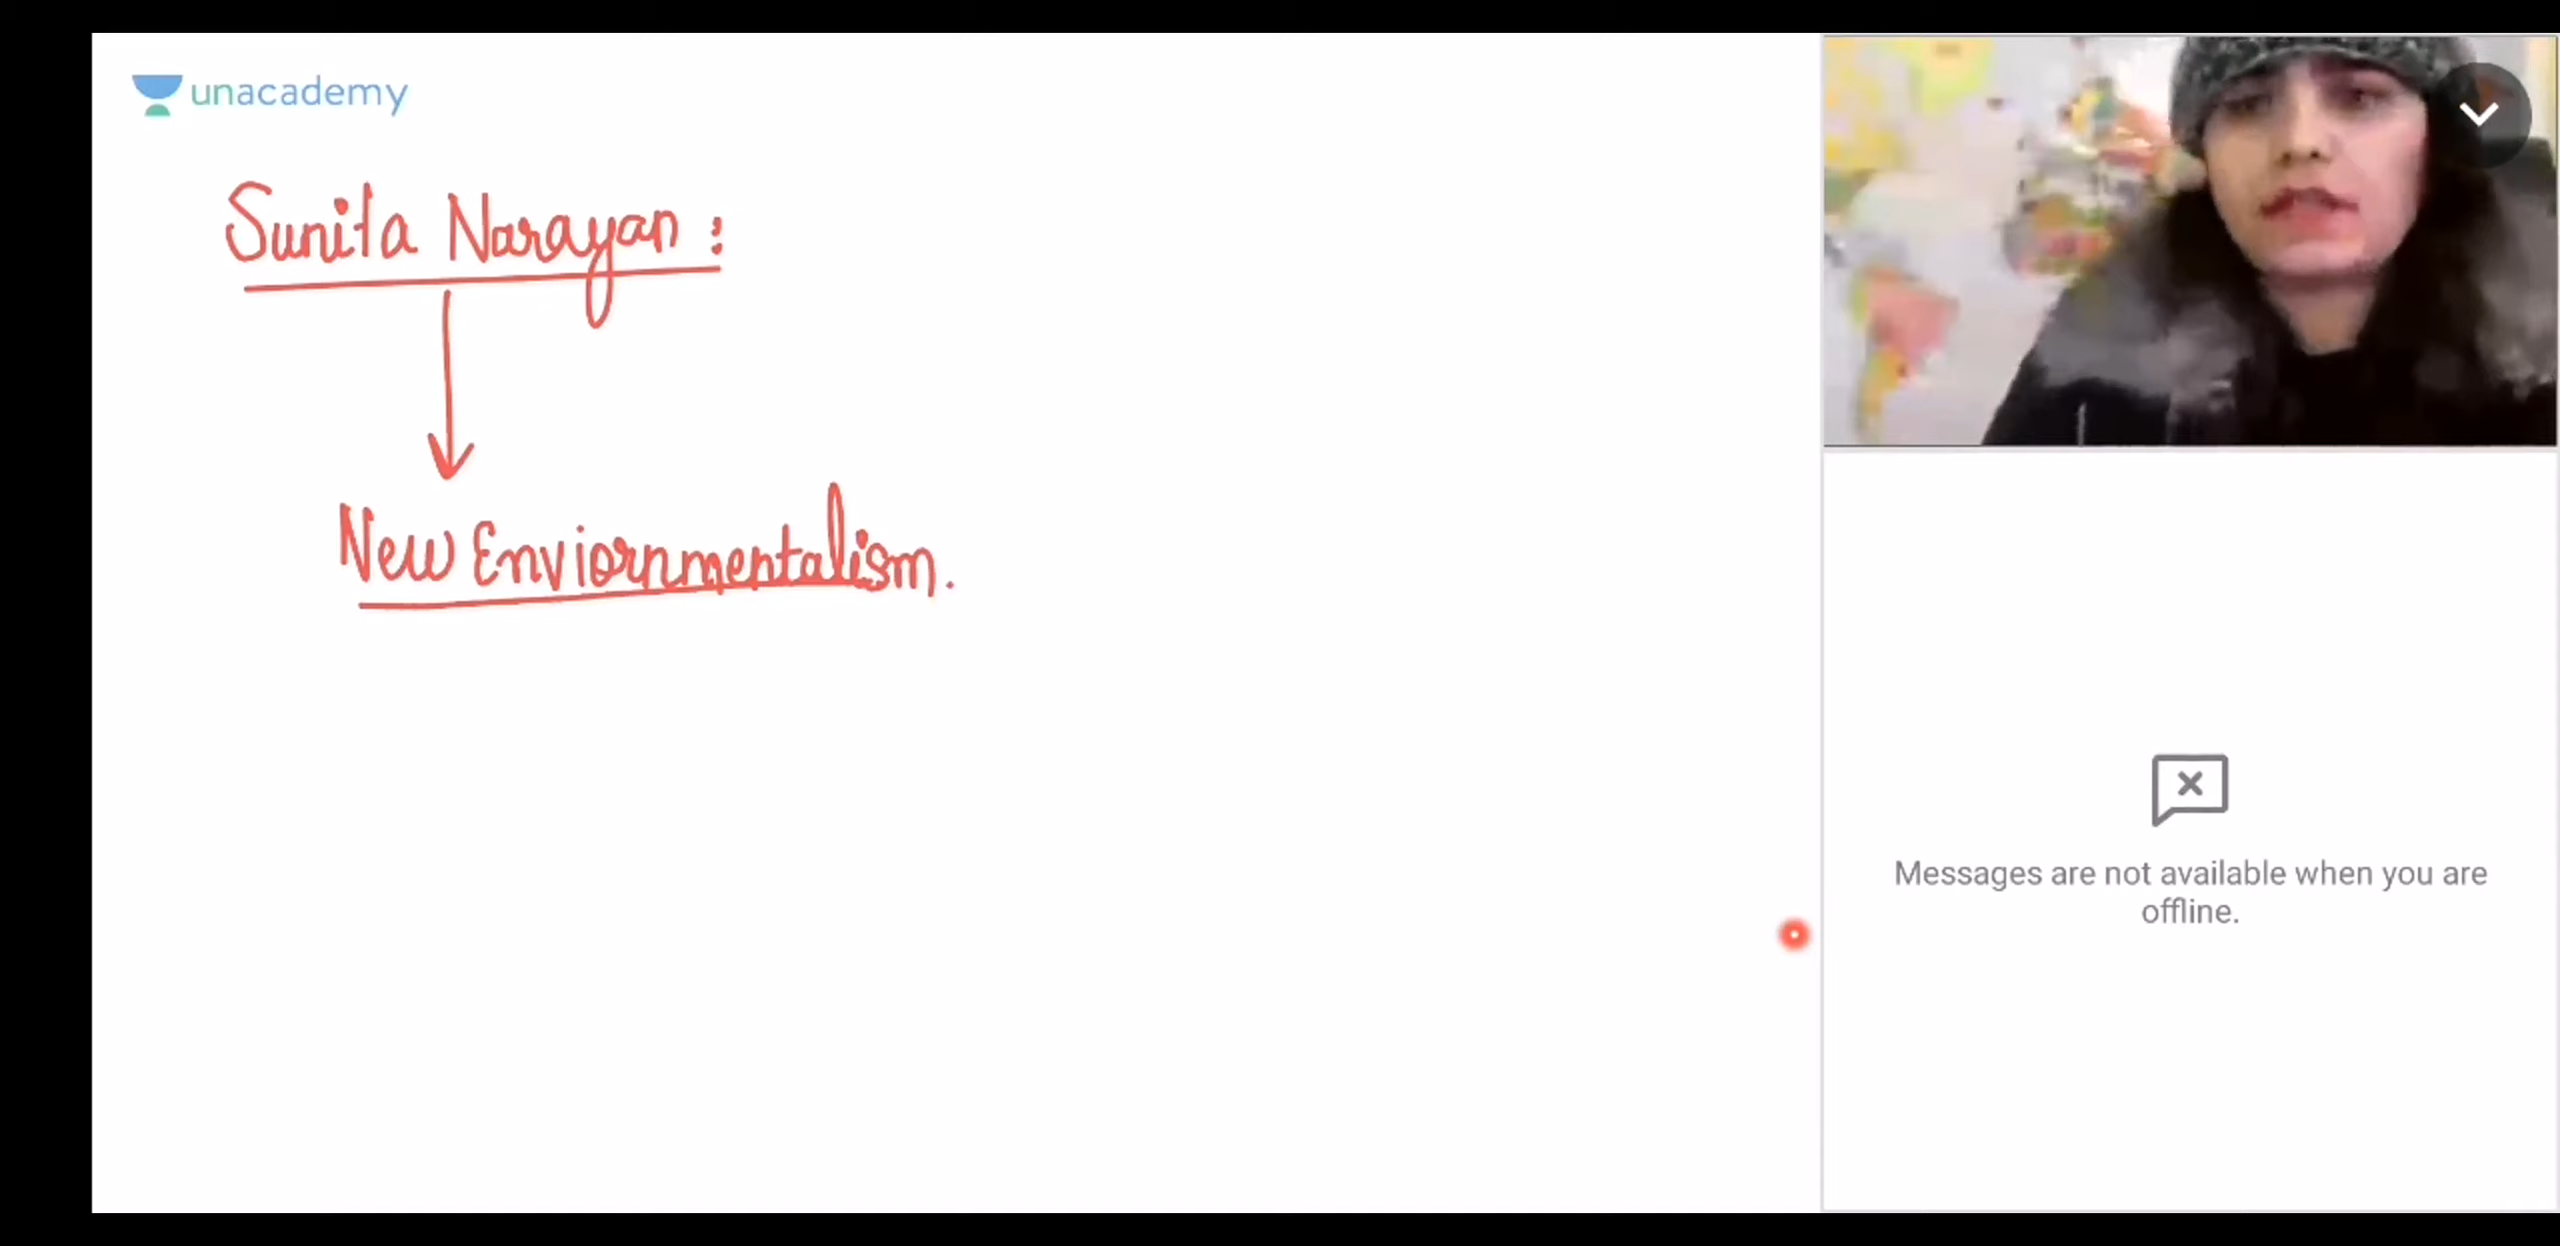 unacademy
Sunita Narayan :
New Enviornmentalism.
Messages are not available when you are
offline.